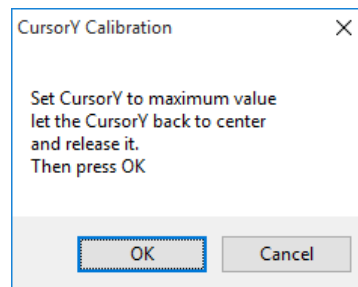 CursorY Calibration
Set CursorY to maximum value
let the CursorY back to center
and release it.
Then press OK
OK
Cancel